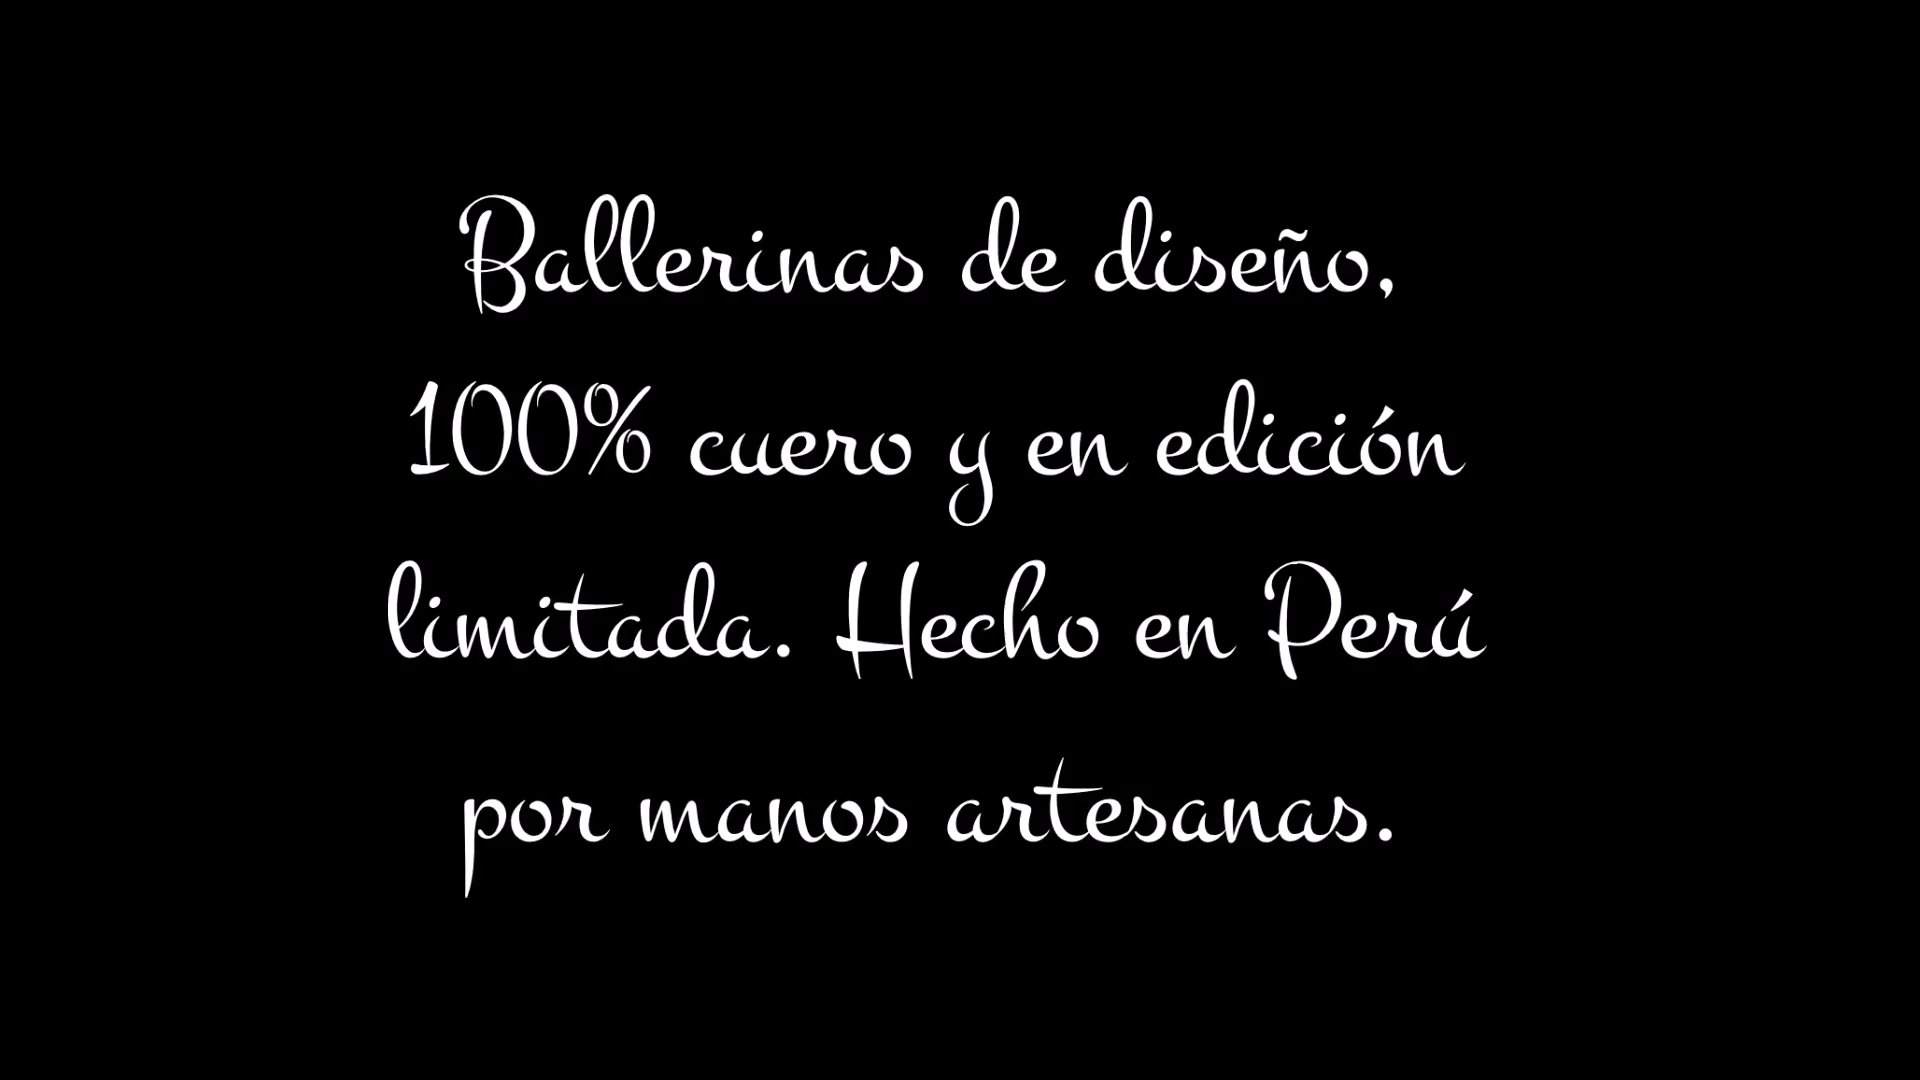 Ballerinas de diseño,
100% cuero y en edición
limitada. Hecho en Perú
por manos artesanas.